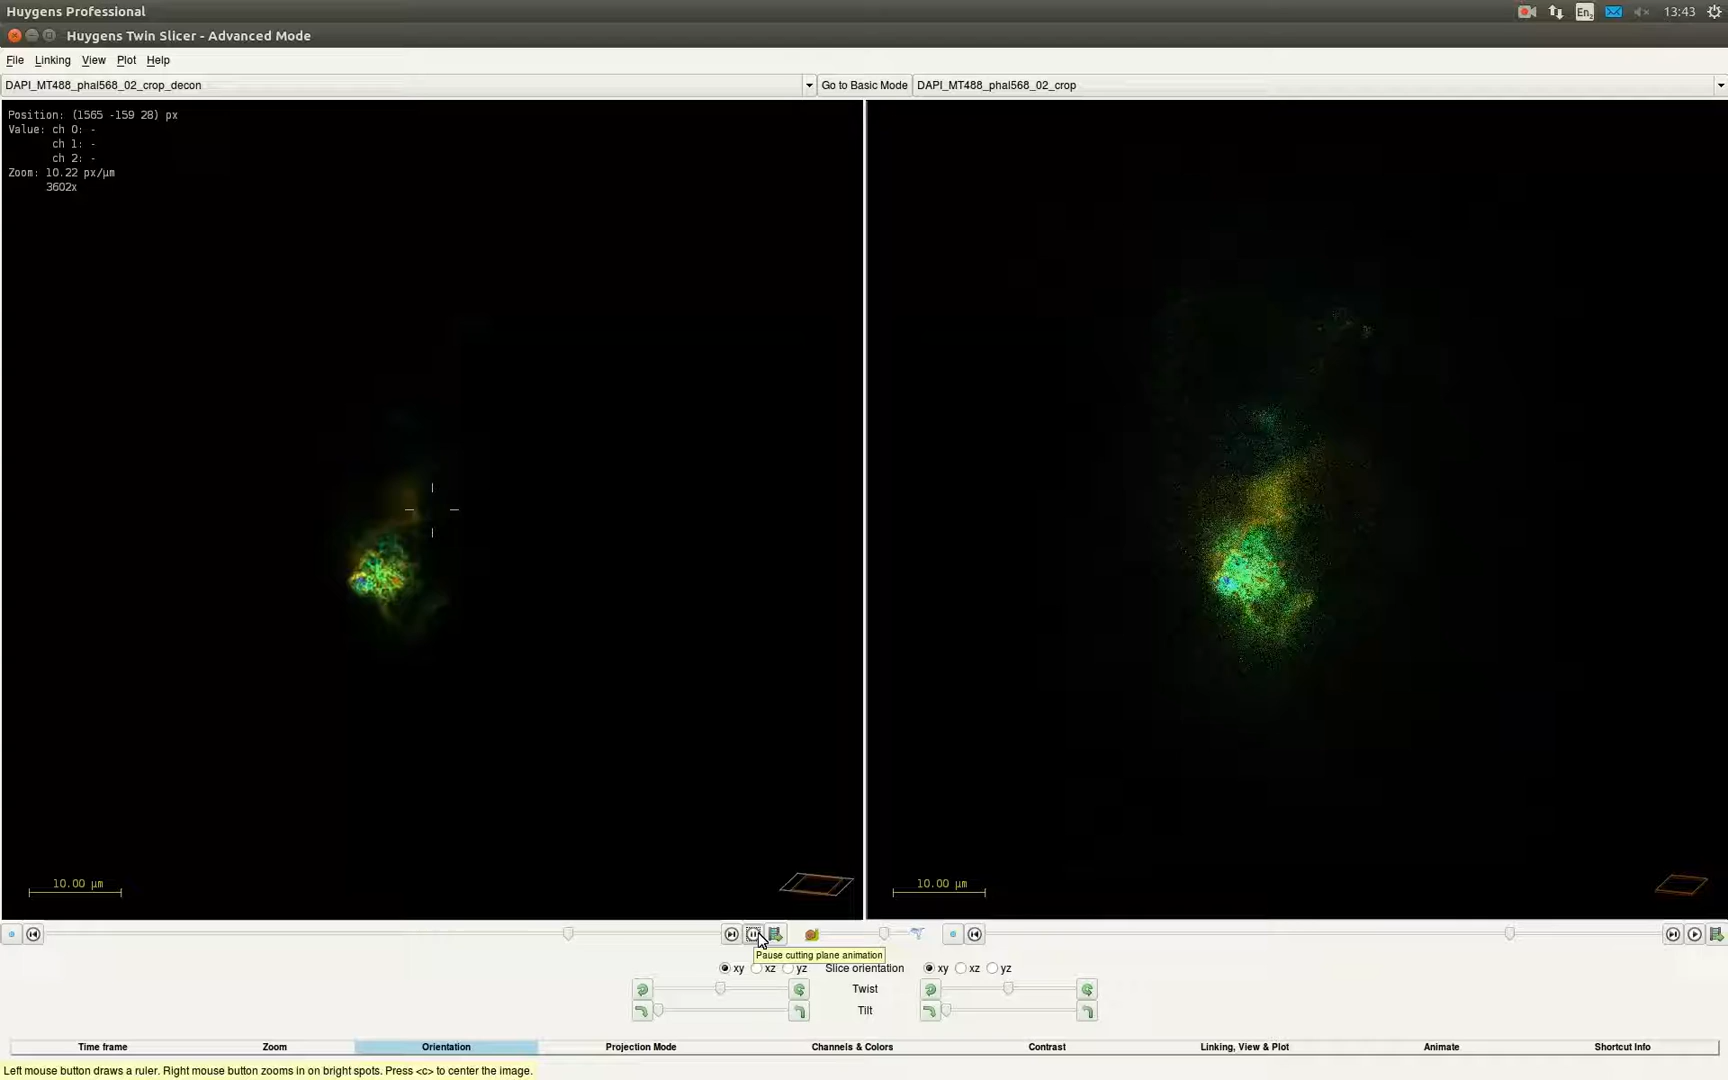 Huygens Professional
En2
13:43
Huygens Twin Slicer - Advanced Mode
File Linking View Plot Help
DAPI_MT488_phal568_02_crop_decon
Go to Basic Mode
DAPI_MT488_phal568_02_crop
Position: (1565 -159 28) px
Value: ch 0: -
ch 1: -
ch 2: -
Zoom: 10.22 px/µm
3602x
10.00 µm
10.00 µm
Pause cutting plane animation
xy xz yz Slice orientation xy xz yz
Twist
Tilt
Time frame Zoom Orientation Projection Mode Channels & Colors Contrast Linking, View & Plot Animate Shortcut Info
Left mouse button draws a ruler. Right mouse button zooms in on bright spots. Press <c> to center the image.